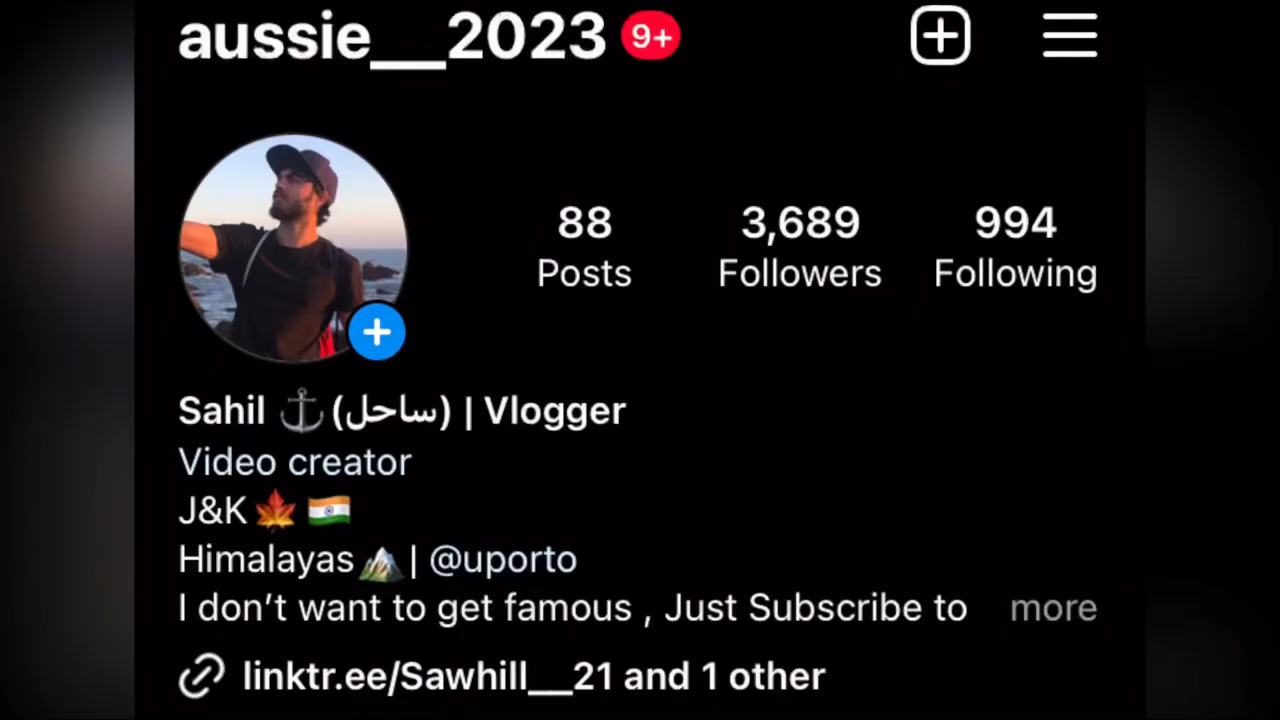 aussie__2023 9+
88 3,689 994
Posts Followers Following
Sahil ⚓ (ساحل) | Vlogger
Video creator
J&K🍁 🇮🇳
Himalayas🏔️ | @uporto
I don’t want to get famous , Just Subscribe to more
linktr.ee/Sawhill__21 and 1 other